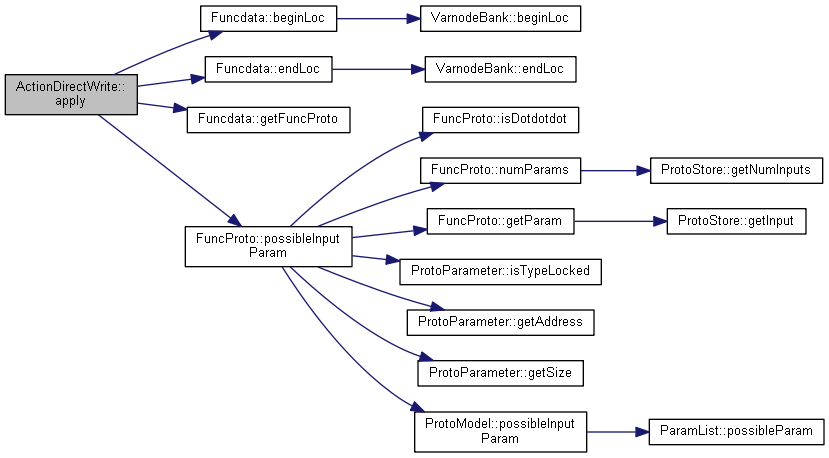 Funcdata::beginLoc
VarnodeBank::beginLoc
Funcdata::endLoc
VarnodeBank::endLoc
ActionDirectWrite::
apply
Funcdata::getFuncProto
FuncProto::isDotdotdot
FuncProto::numParams
ProtoStore::getNumInputs
FuncProto::getParam
ProtoStore::getInput
FuncProto::possibleInput
Param
ProtoParameter::isTypeLocked
ProtoParameter::getAddress
ProtoParameter::getSize
ProtoModel::possibleInput
Param
ParamList::possibleParam